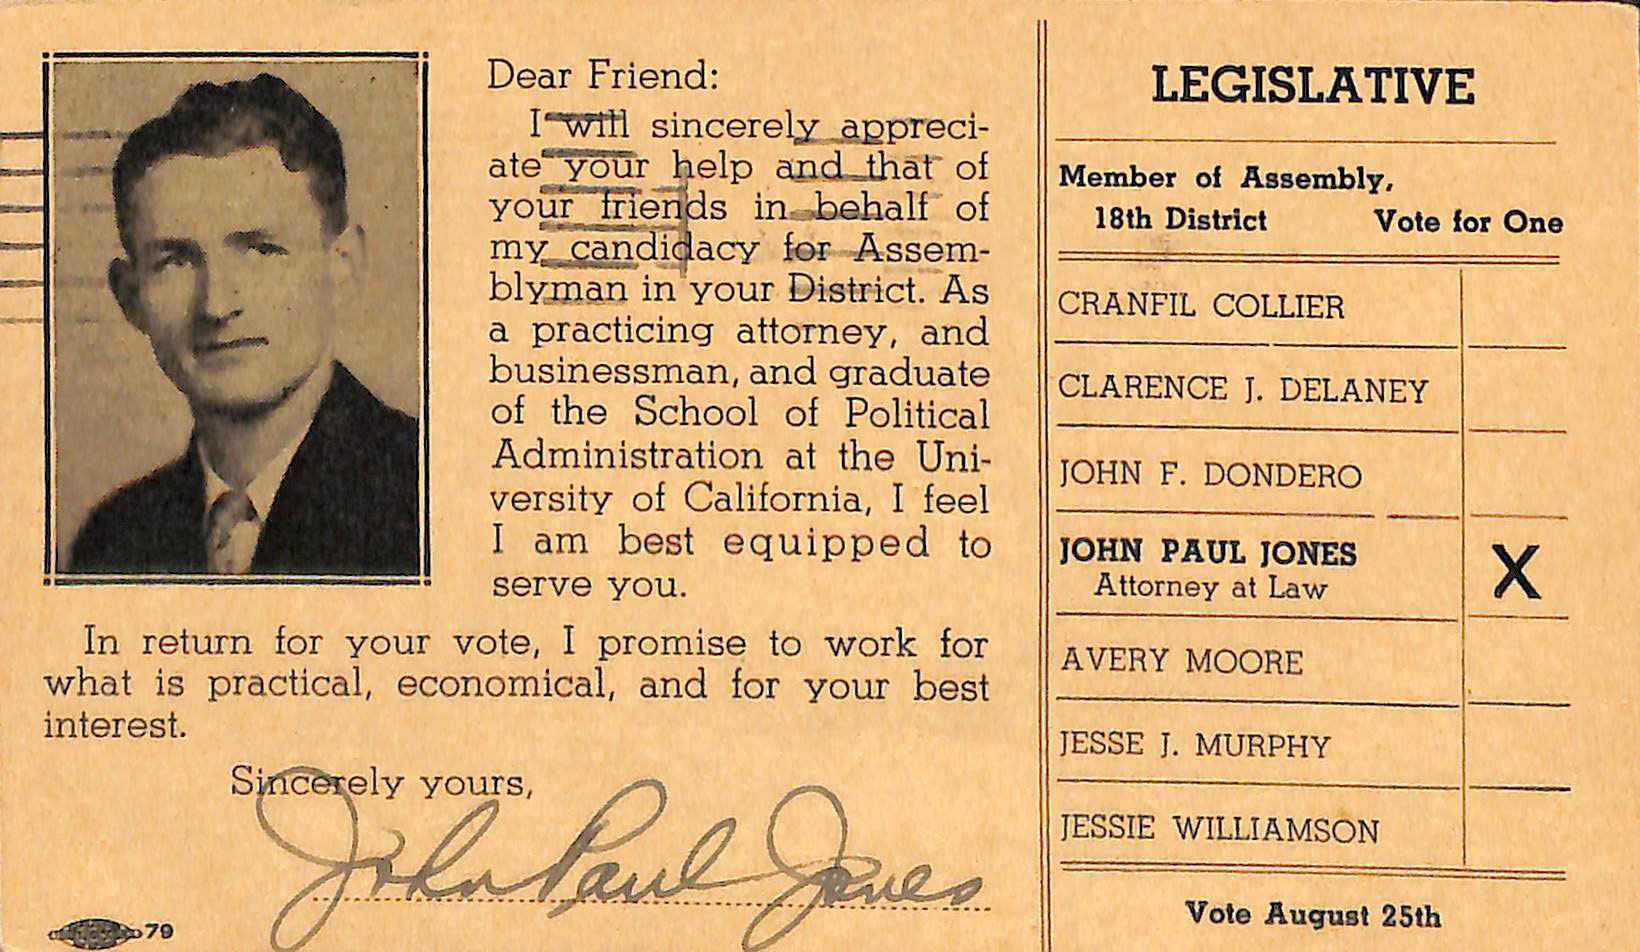 Dear Friend:
I will sincerely appreci-
ate your help and that of
your friends in behalf of
my candidacy for Assem-
blyman in your District. As
a practicing attorney, and
businessman, and graduate
of the School of Political
Administration at the Uni-
versity of California, I feel
I am best equipped to
serve you.
In return for your vote, I promise to work for
what is practical, economical, and for your best
interest.
Sincerely yours,
John Paul Jones
79
LEGISLATIVE
Member of Assembly,
18th District Vote for One
CRANFIL COLLIER
CLARENCE J. DELANEY
JOHN F. DONDERO
JOHN PAUL JONES X
Attorney at Law
AVERY MOORE
JESSE J. MURPHY
JESSIE WILLIAMSON
Vote August 25th